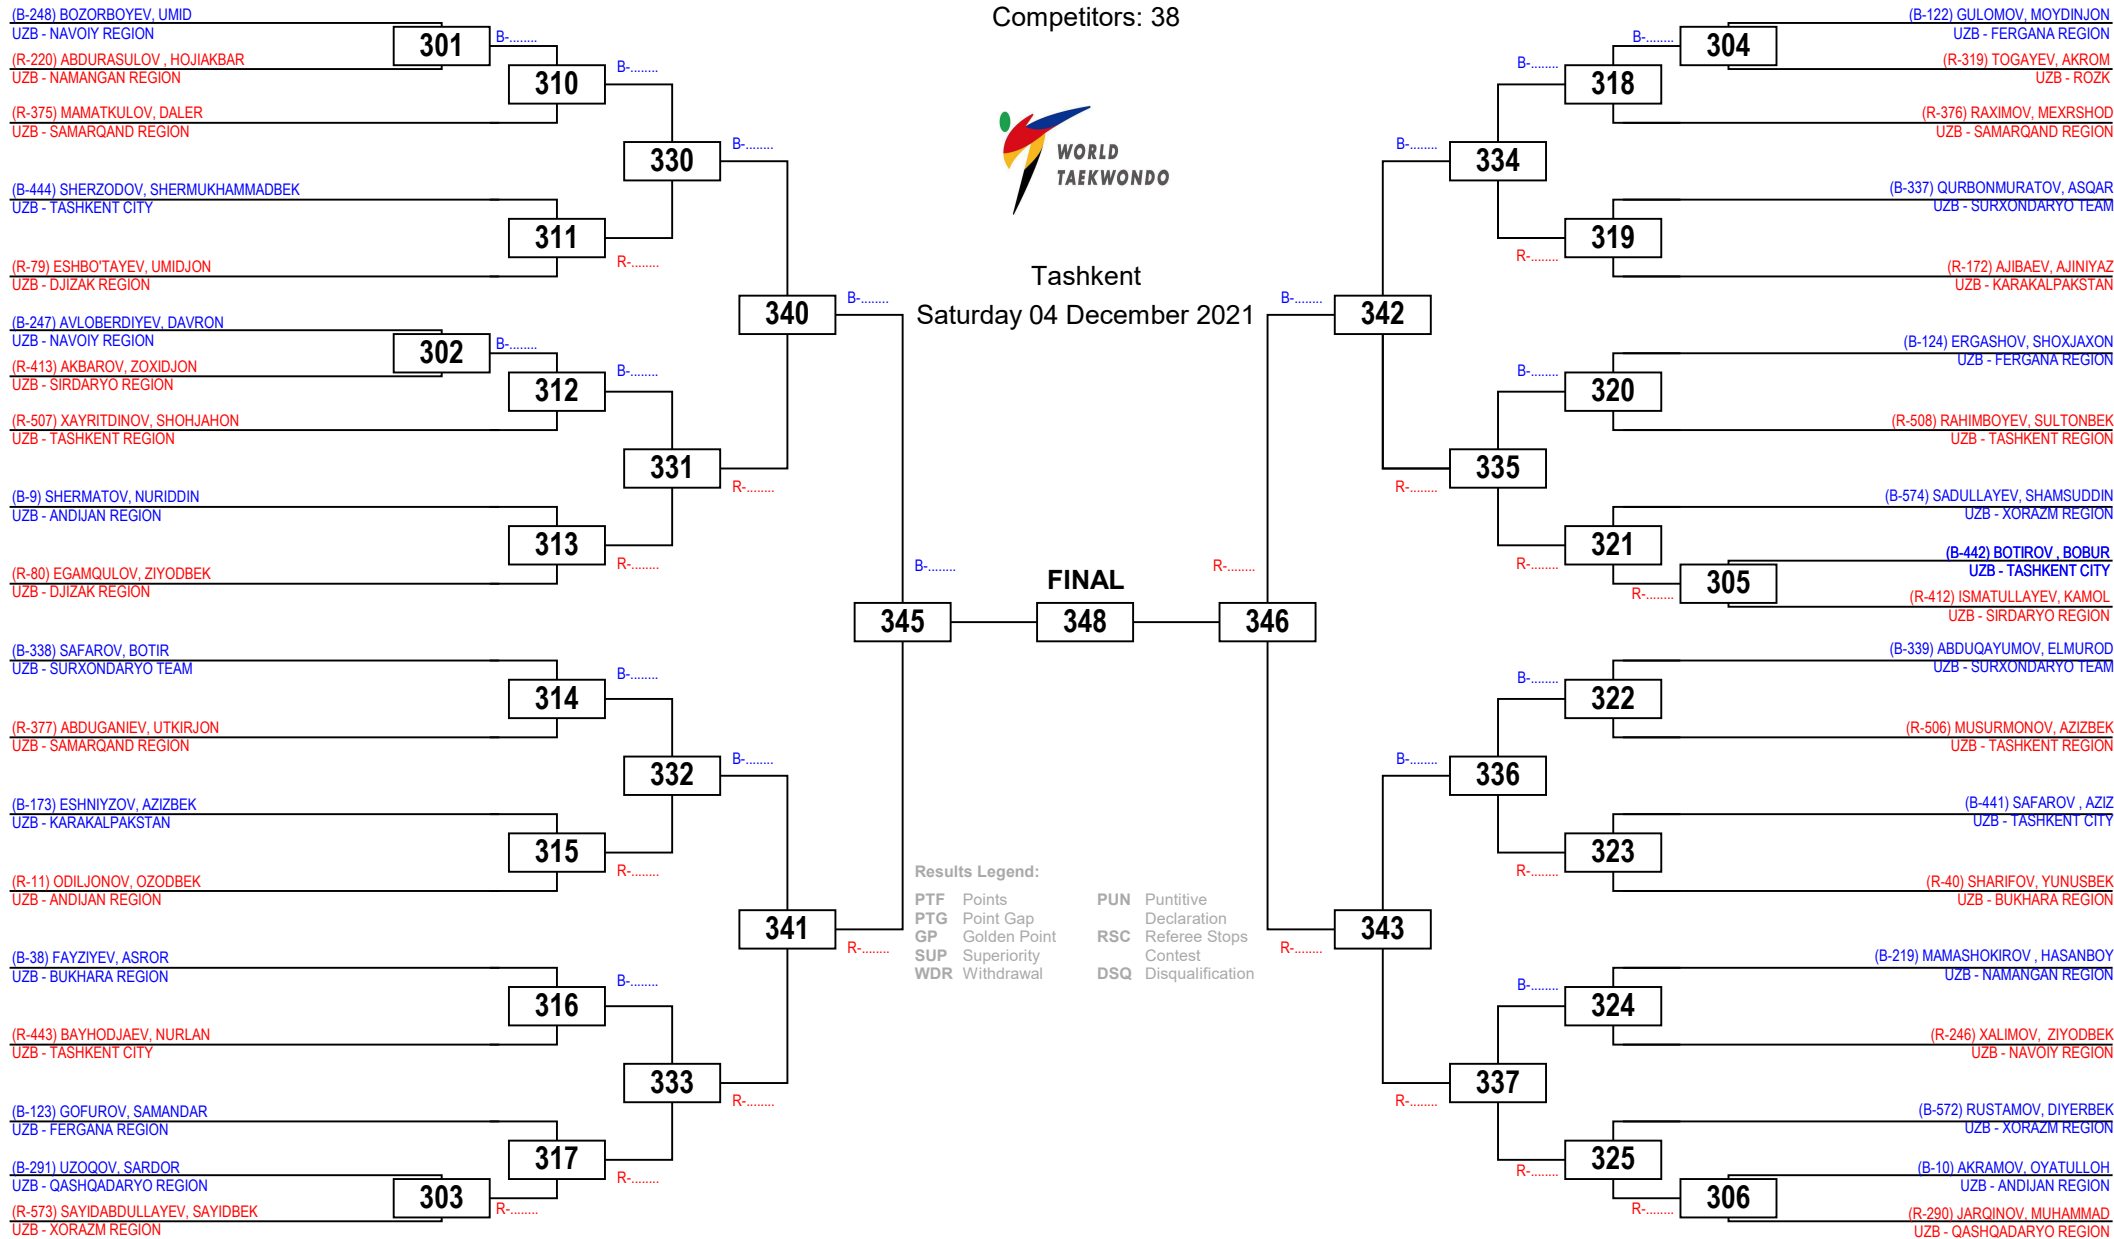 Competitors: 38
WORLD
TAEKWONDO
Tashkent
Saturday 04 December 2021
(B-248) BOZORBOYEV, UMID
UZB - NAVOIY REGION
301
B-........
(R-220) ABDURASULOV , HOJIAKBAR
UZB - NAMANGAN REGION
310
B-........
(R-375) MAMATKULOV, DALER
UZB - SAMARQAND REGION
330
B-........
(B-444) SHERZODOV, SHERMUKHAMMADBEK
UZB - TASHKENT CITY
311
R-........
(R-79) ESHBO'TAYEV, UMIDJON
UZB - DJIZAK REGION
340
B-........
(B-247) AVLOBERDIYEV, DAVRON
UZB - NAVOIY REGION
302
B-........
(R-413) AKBAROV, ZOXIDJON
UZB - SIRDARYO REGION
312
B-........
(R-507) XAYRITDINOV, SHOHJAHON
UZB - TASHKENT REGION
331
R-........
(B-9) SHERMATOV, NURIDDIN
UZB - ANDIJAN REGION
313
R-........
(R-80) EGAMQULOV, ZIYODBEK
UZB - DJIZAK REGION
B-........
345
(B-338) SAFAROV, BOTIR
UZB - SURXONDARYO TEAM
314
B-........
(R-377) ABDUGANIEV, UTKIRJON
UZB - SAMARQAND REGION
332
B-........
(B-173) ESHNIYZOV, AZIZBEK
UZB - KARAKALPAKSTAN
315
R-........
(R-11) ODILJONOV, OZODBEK
UZB - ANDIJAN REGION
341
R-........
(B-38) FAYZIYEV, ASROR
UZB - BUKHARA REGION
316
B-........
(R-443) BAYHODJAEV, NURLAN
UZB - TASHKENT CITY
333
R-........
(B-123) GOFUROV, SAMANDAR
UZB - FERGANA REGION
317
R-........
(B-291) UZOQOV, SARDOR
UZB - QASHQADARYO REGION
303
R-........
(R-573) SAYIDABDULLAYEV, SAYIDBEK
UZB - XORAZM REGION
FINAL
348
Results Legend:
PTF Points
PTG Point Gap
GP Golden Point
SUP Superiority
WDR Withdrawal
PUN Puntitive
Declaration
RSC Referee Stops
Contest
DSQ Disqualification
(B-122) GULOMOV, MOYDINJON
UZB - FERGANA REGION
304
B-........
(R-319) TOGAYEV, AKROM
UZB - ROZK
318
B-........
(R-376) RAXIMOV, MEXRSHOD
UZB - SAMARQAND REGION
334
B-........
(B-337) QURBONMURATOV, ASQAR
UZB - SURXONDARYO TEAM
319
R-........
(R-172) AJIBAEV, AJINIYAZ
UZB - KARAKALPAKSTAN
342
B-........
(B-124) ERGASHOV, SHOXJAXON
UZB - FERGANA REGION
320
B-........
(R-508) RAHIMBOYEV, SULTONBEK
UZB - TASHKENT REGION
335
R-........
(B-574) SADULLAYEV, SHAMSUDDIN
UZB - XORAZM REGION
321
R-........
(B-442) BOTIROV , BOBUR
UZB - TASHKENT CITY
305
R-........
(R-412) ISMATULLAYEV, KAMOL
UZB - SIRDARYO REGION
R-........
346
(B-339) ABDUQAYUMOV, ELMUROD
UZB - SURXONDARYO TEAM
322
B-........
(R-506) MUSURMONOV, AZIZBEK
UZB - TASHKENT REGION
336
B-........
(B-441) SAFAROV , AZIZ
UZB - TASHKENT CITY
323
R-........
(R-40) SHARIFOV, YUNUSBEK
UZB - BUKHARA REGION
343
R-........
(B-219) MAMASHOKIROV , HASANBOY
UZB - NAMANGAN REGION
324
B-........
(R-246) XALIMOV, ZIYODBEK
UZB - NAVOIY REGION
337
R-........
(B-572) RUSTAMOV, DIYERBEK
UZB - XORAZM REGION
325
R-........
(B-10) AKRAMOV, OYATULLOH
UZB - ANDIJAN REGION
306
R-........
(R-290) JARQINOV, MUHAMMAD
UZB - QASHQADARYO REGION